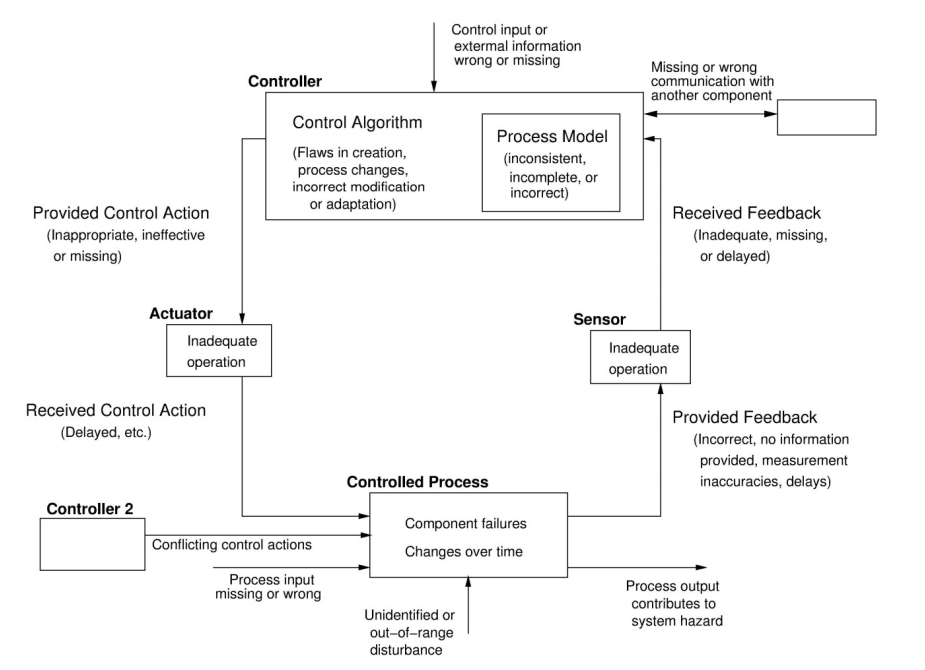 Control input or
external information
wrong or missing
Missing or wrong
communication with
another component
Controller
Control Algorithm
(Flaws in creation,
process changes,
incorrect modification
or adaptation)
Process Model
(inconsistent,
incomplete, or
incorrect)
Provided Control Action
(Inappropriate, ineffective
or missing)
Received Feedback
(Inadequate, missing,
or delayed)
Actuator
Inadequate
operation
Sensor
Inadequate
operation
Received Control Action
(Delayed, etc.)
Provided Feedback
(Incorrect, no information
provided, measurement
inaccuracies, delays)
Controlled Process
Component failures
Changes over time
Controller 2
Conflicting control actions
Process input
missing or wrong
Unidentified or
out−of−range
disturbance
Process output
contributes to
system hazard